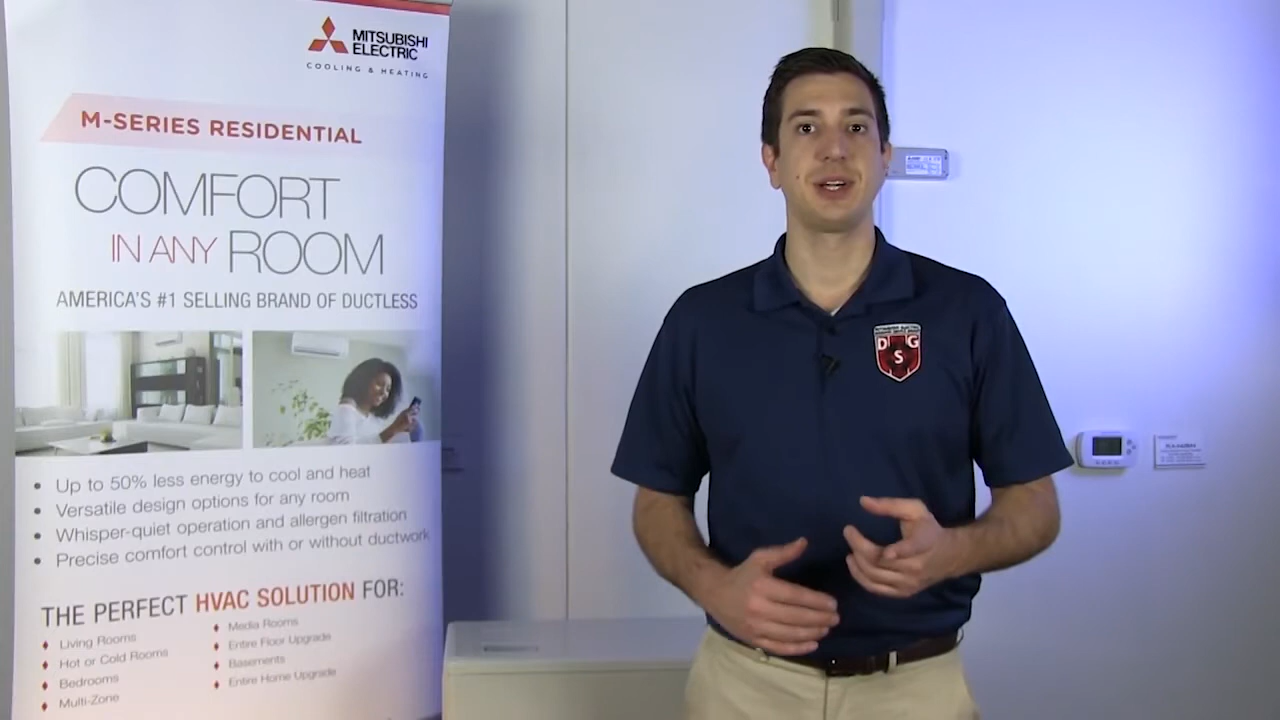 MITSUBISHI
ELECTRIC
COOLING & HEATING
M-SERIES RESIDENTIAL
COMFORT
IN ANY ROOM
AMERICA'S #1 SELLING BRAND OF DUCTLESS
• Up to 50% less energy to cool and heat
• Versatile design options for any room
• Whisper-quiet operation and allergen filtration
• Precise comfort control with or without ductwork
THE PERFECT HVAC SOLUTION FOR:
Living Rooms
Hot or Cold Rooms
Bedrooms
Multi-Zone
Media Rooms
Entire Floor Upgrade
Basements
Entire Home Upgrade
D S G